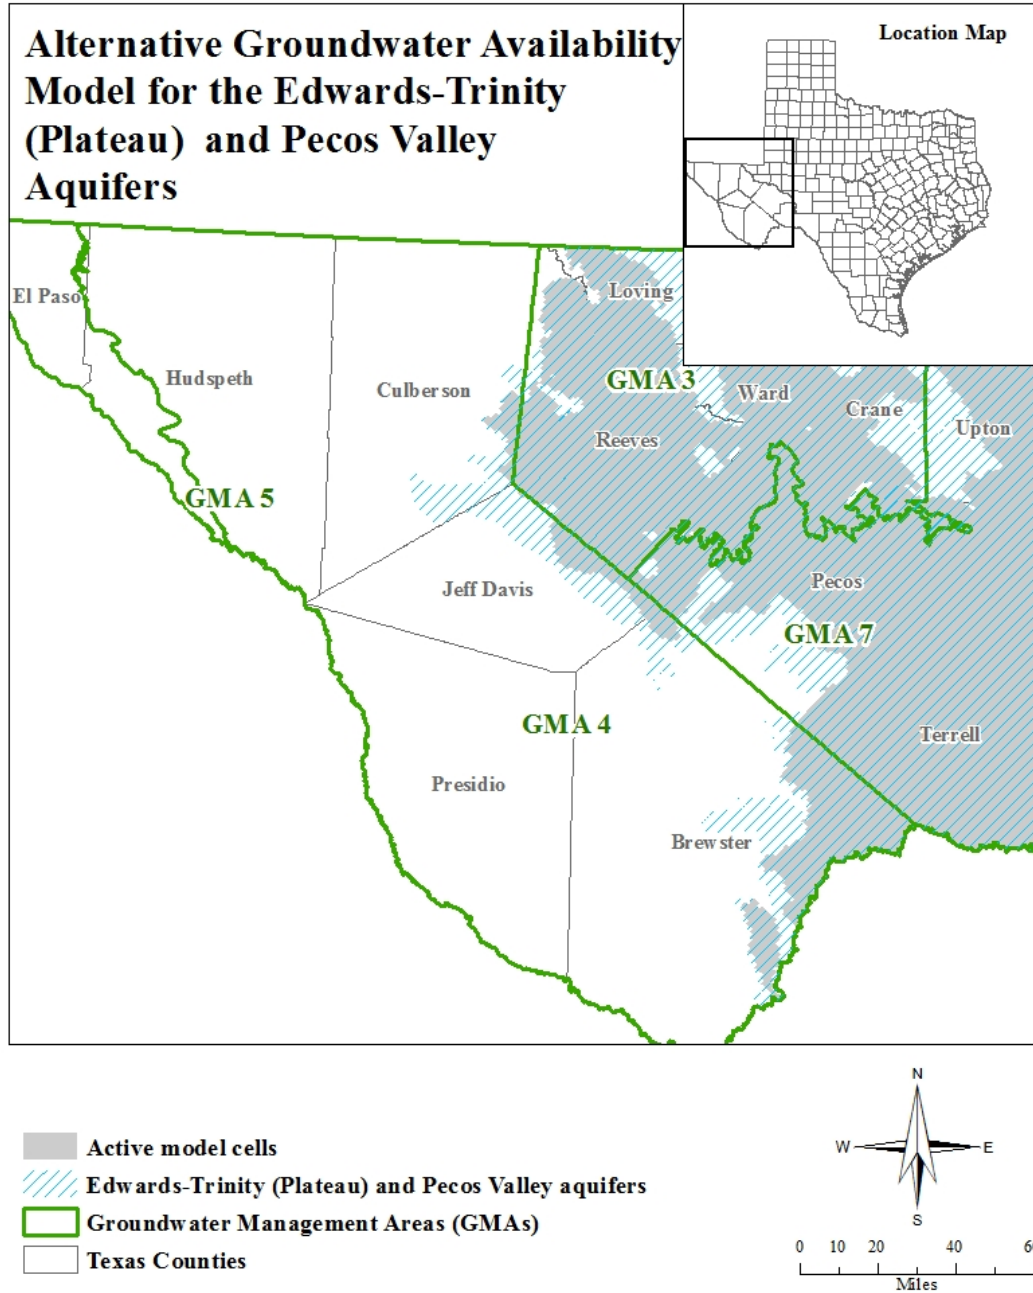 Alternative Groundwater Availability
Model for the Edwards-Trinity
(Plateau) and Pecos Valley
Aquifers
Location Map
El Paso
Hudspeth
Culberson
Loving
GMA 3
Ward
Crane
Upton
Reeves
GMA 5
Jeff Davis
Pecos
GMA 7
GMA 4
Terrell
Presidio
Brewster
N
W
E
S
Active model cells
Edwards-Trinity (Plateau) and Pecos Valley aquifers
Groundwater Management Areas (GMAs)
Texas Counties
0 10 20 40
Miles